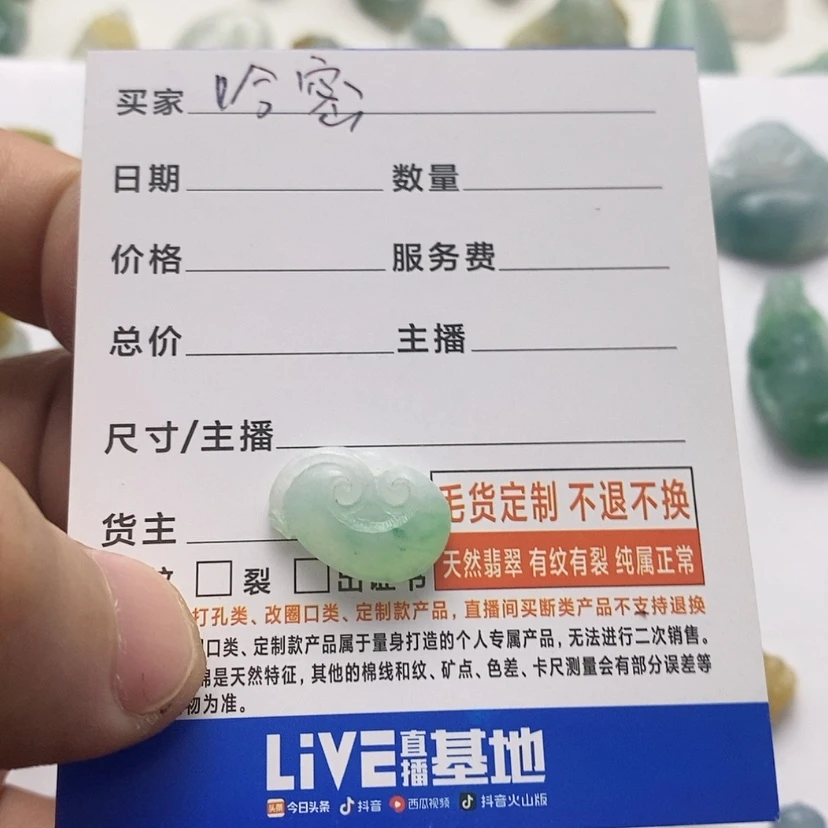 买家 哈密
日期 数量
价格 服务费
总价 主播
尺寸/主播
货主
毛货定制 不退不换
天然翡翠 有纹有裂 纯属正常
纹 裂 出证书
打孔类、改圈口类、定制款产品，直播间买断类产品不支持退换
口类、定制款产品属于量身打造的个人专属产品，无法进行二次销售。
棉是天然特征，其他的棉线和纹、矿点、色差、卡尺测量会有部分误差等
物为准。
LiVE直播基地
头条 今日头条 抖音 西瓜视频 抖音火山版